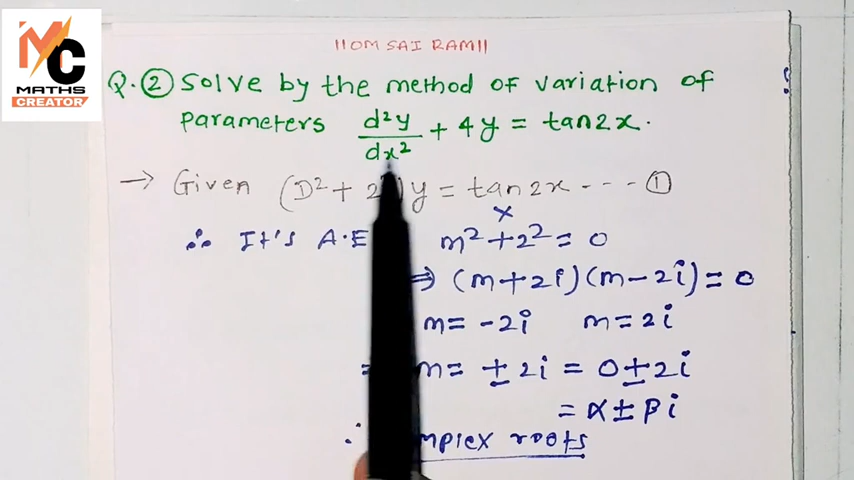 MC
MATHS
CREATOR
||OM SAI RAM||
Q.② Solve by the method of variation of
parameters d²y/dx² + 4y = tan2x.
→ Given (D² + 2 y = tan2x --- ①
x
∴ It's A.E m² + 2² = 0
⇒ (m+2i)(m-2i) = 0
m = -2i m = 2i
= m = ± 2i = 0 ± 2i
= α ± βi
∴ mplex roots